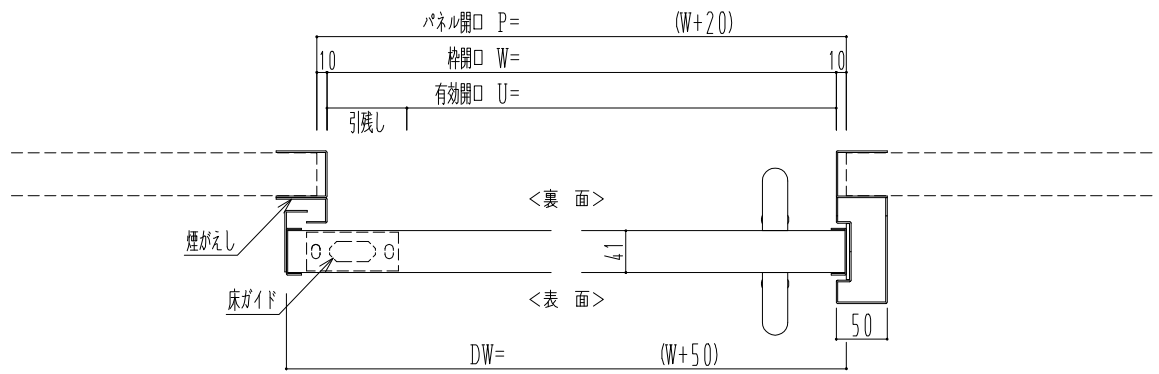 パネル開口 P= (W+20)
10 枠開口 W= 10
有効開口 U=
引残し
<裏 面>
煙がえし
41
床ガイド
<表 面>
50
DW= (W+50)